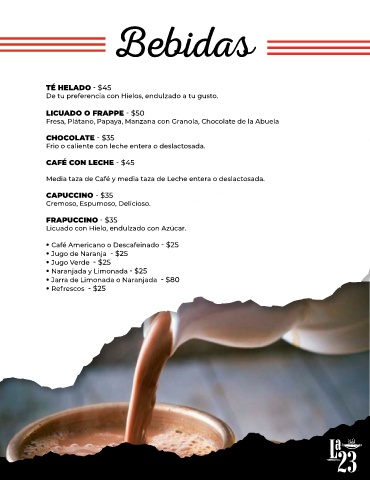 Bebidas
TÉ HELADO - $45
De tu preferencia con Hielos, endulzado a tu gusto.
LICUADO O FRAPPE - $50
Fresa, Plátano, Papaya, Manzana con Granola, Chocolate de la Abuela
CHOCOLATE - $35
Frio o caliente con leche entera o deslactosada.
CAFÉ CON LECHE - $45
Media taza de Café y media taza de Leche entera o deslactosada.
CAPUCCINO - $35
Cremoso, Espumoso, Delicioso.
FRAPUCCINO - $35
Licuado con Hielo, endulzado con Azúcar.
• Café Americano o Descafeinado - $25
• Jugo de Naranja - $25
• Jugo Verde - $25
• Naranjada y Limonada - $25
• Jarra de Limonada o Naranjada - $80
• Refrescos - $25
La
23